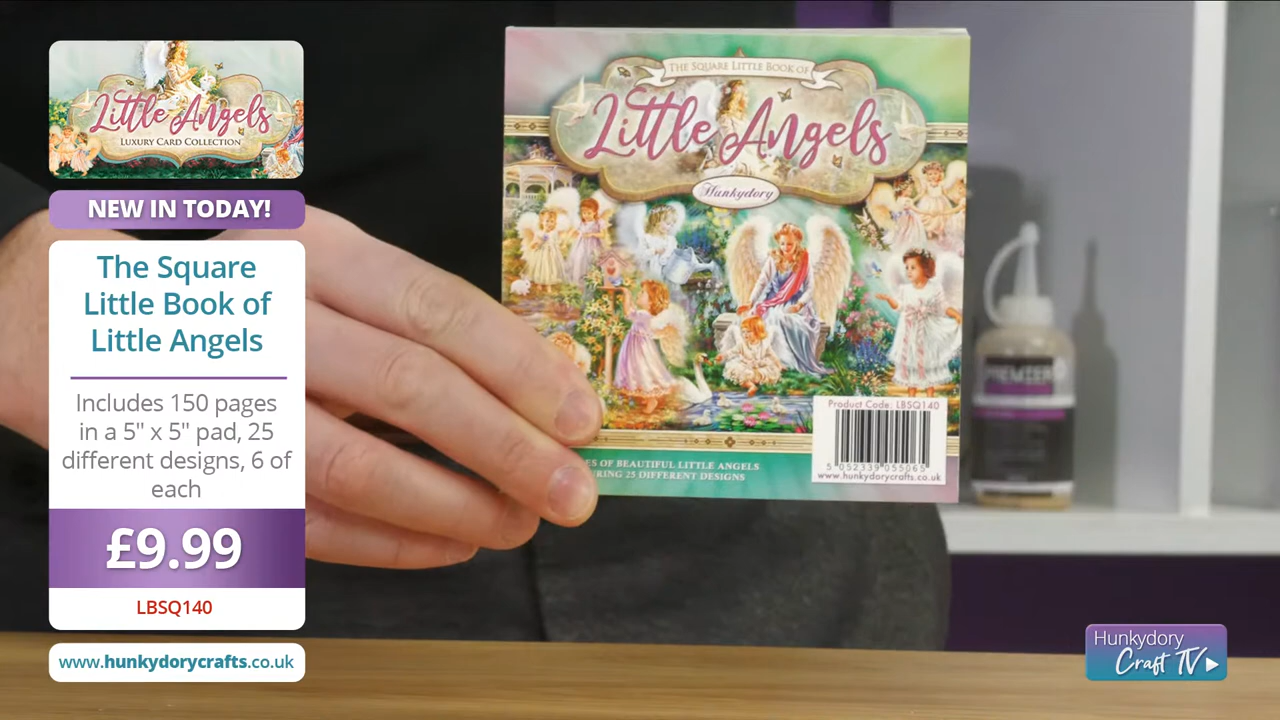 Little Angels
LUXURY CARD COLLECTION
NEW IN TODAY!
The Square
Little Book of
Little Angels
Includes 150 pages
in a 5" x 5" pad, 25
different designs, 6 of
each
£9.99
LBSQ140
www.hunkydorycrafts.co.uk
THE SQUARE LITTLE BOOK OF
Little Angels
Hunkydory
Product Code: LBSQ140
5 052339 055065
www.hunkydorycrafts.co.uk
OF BEAUTIFUL LITTLE ANGELS
25 DIFFERENT DESIGNS
PREMIER
Hunkydory
Craft TV